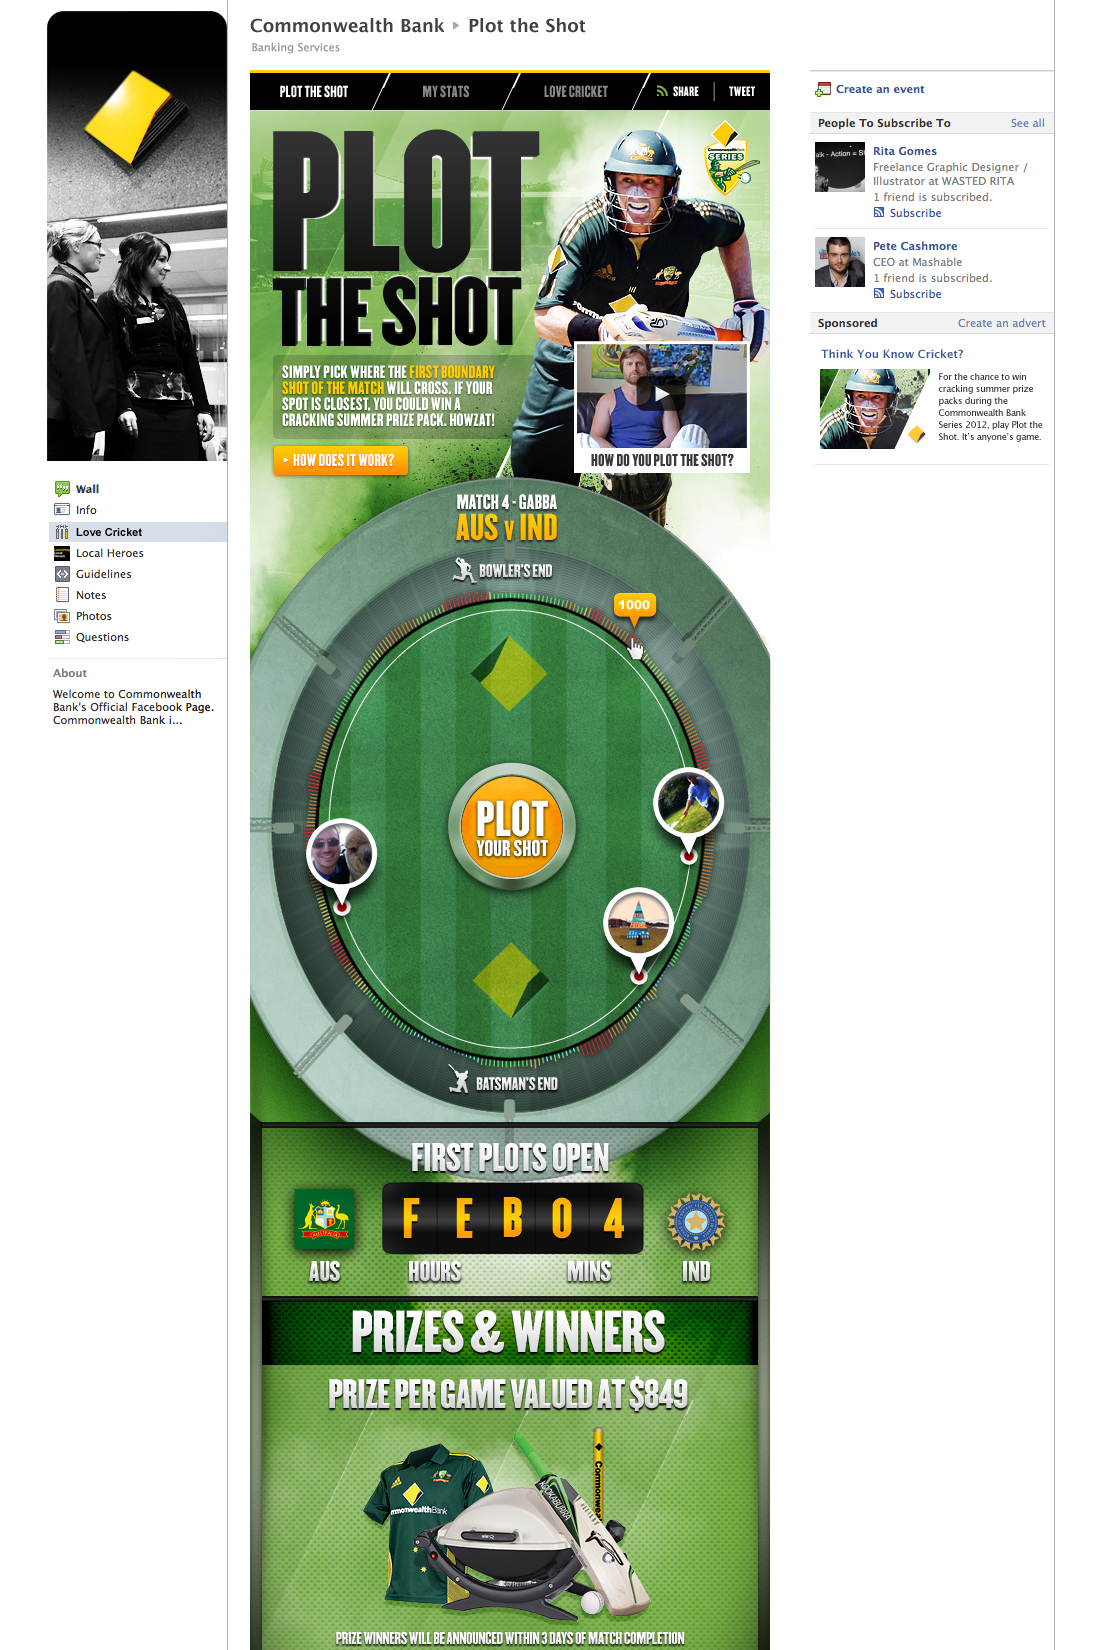 Commonwealth Bank ▸ Plot the Shot
Banking Services
PLOT THE SHOT
MY STATS
LOVE CRICKET
SHARE
TWEET
PLOT
THE SHOT
CommonwealthBank
SERIES
SIMPLY PICK WHERE THE FIRST BOUNDARY
SHOT OF THE MATCH WILL CROSS. IF YOUR
SPOT IS CLOSEST, YOU COULD WIN A
CRACKING SUMMER PRIZE PACK. HOWZAT!
HOW DOES IT WORK?
HOW DO YOU PLOT THE SHOT?
AUSTRALIA
MATCH 4 - GABBA
AUS v IND
BOWLER'S END
1000
PLOT
YOUR SHOT
BATSMAN'S END
FIRST PLOTS OPEN
FEB04
AUSTRALIA
AUS
HOURS
MINS
IND
PRIZES & WINNERS
PRIZE PER GAME VALUED AT $849
mmonwealthBank
KOOKABURRA
Commonwea
PRIZE WINNERS WILL BE ANNOUNCED WITHIN 3 DAYS OF MATCH COMPLETION
Wall
Info
Love Cricket
Local Heroes
Guidelines
Notes
Photos
Questions
About
Welcome to Commonwealth
Bank's Official Facebook Page.
Commonwealth Bank i...
Create an event
People To Subscribe To
See all
alk - Action = S
Rita Gomes
Freelance Graphic Designer /
Illustrator at WASTED RITA
1 friend is subscribed.
Subscribe
Pete Cashmore
CEO at Mashable
1 friend is subscribed.
Subscribe
Sponsored
Create an advert
Think You Know Cricket?
For the chance to win
cracking summer prize
packs during the
Commonwealth Bank
Series 2012, play Plot the
Shot. It's anyone's game.